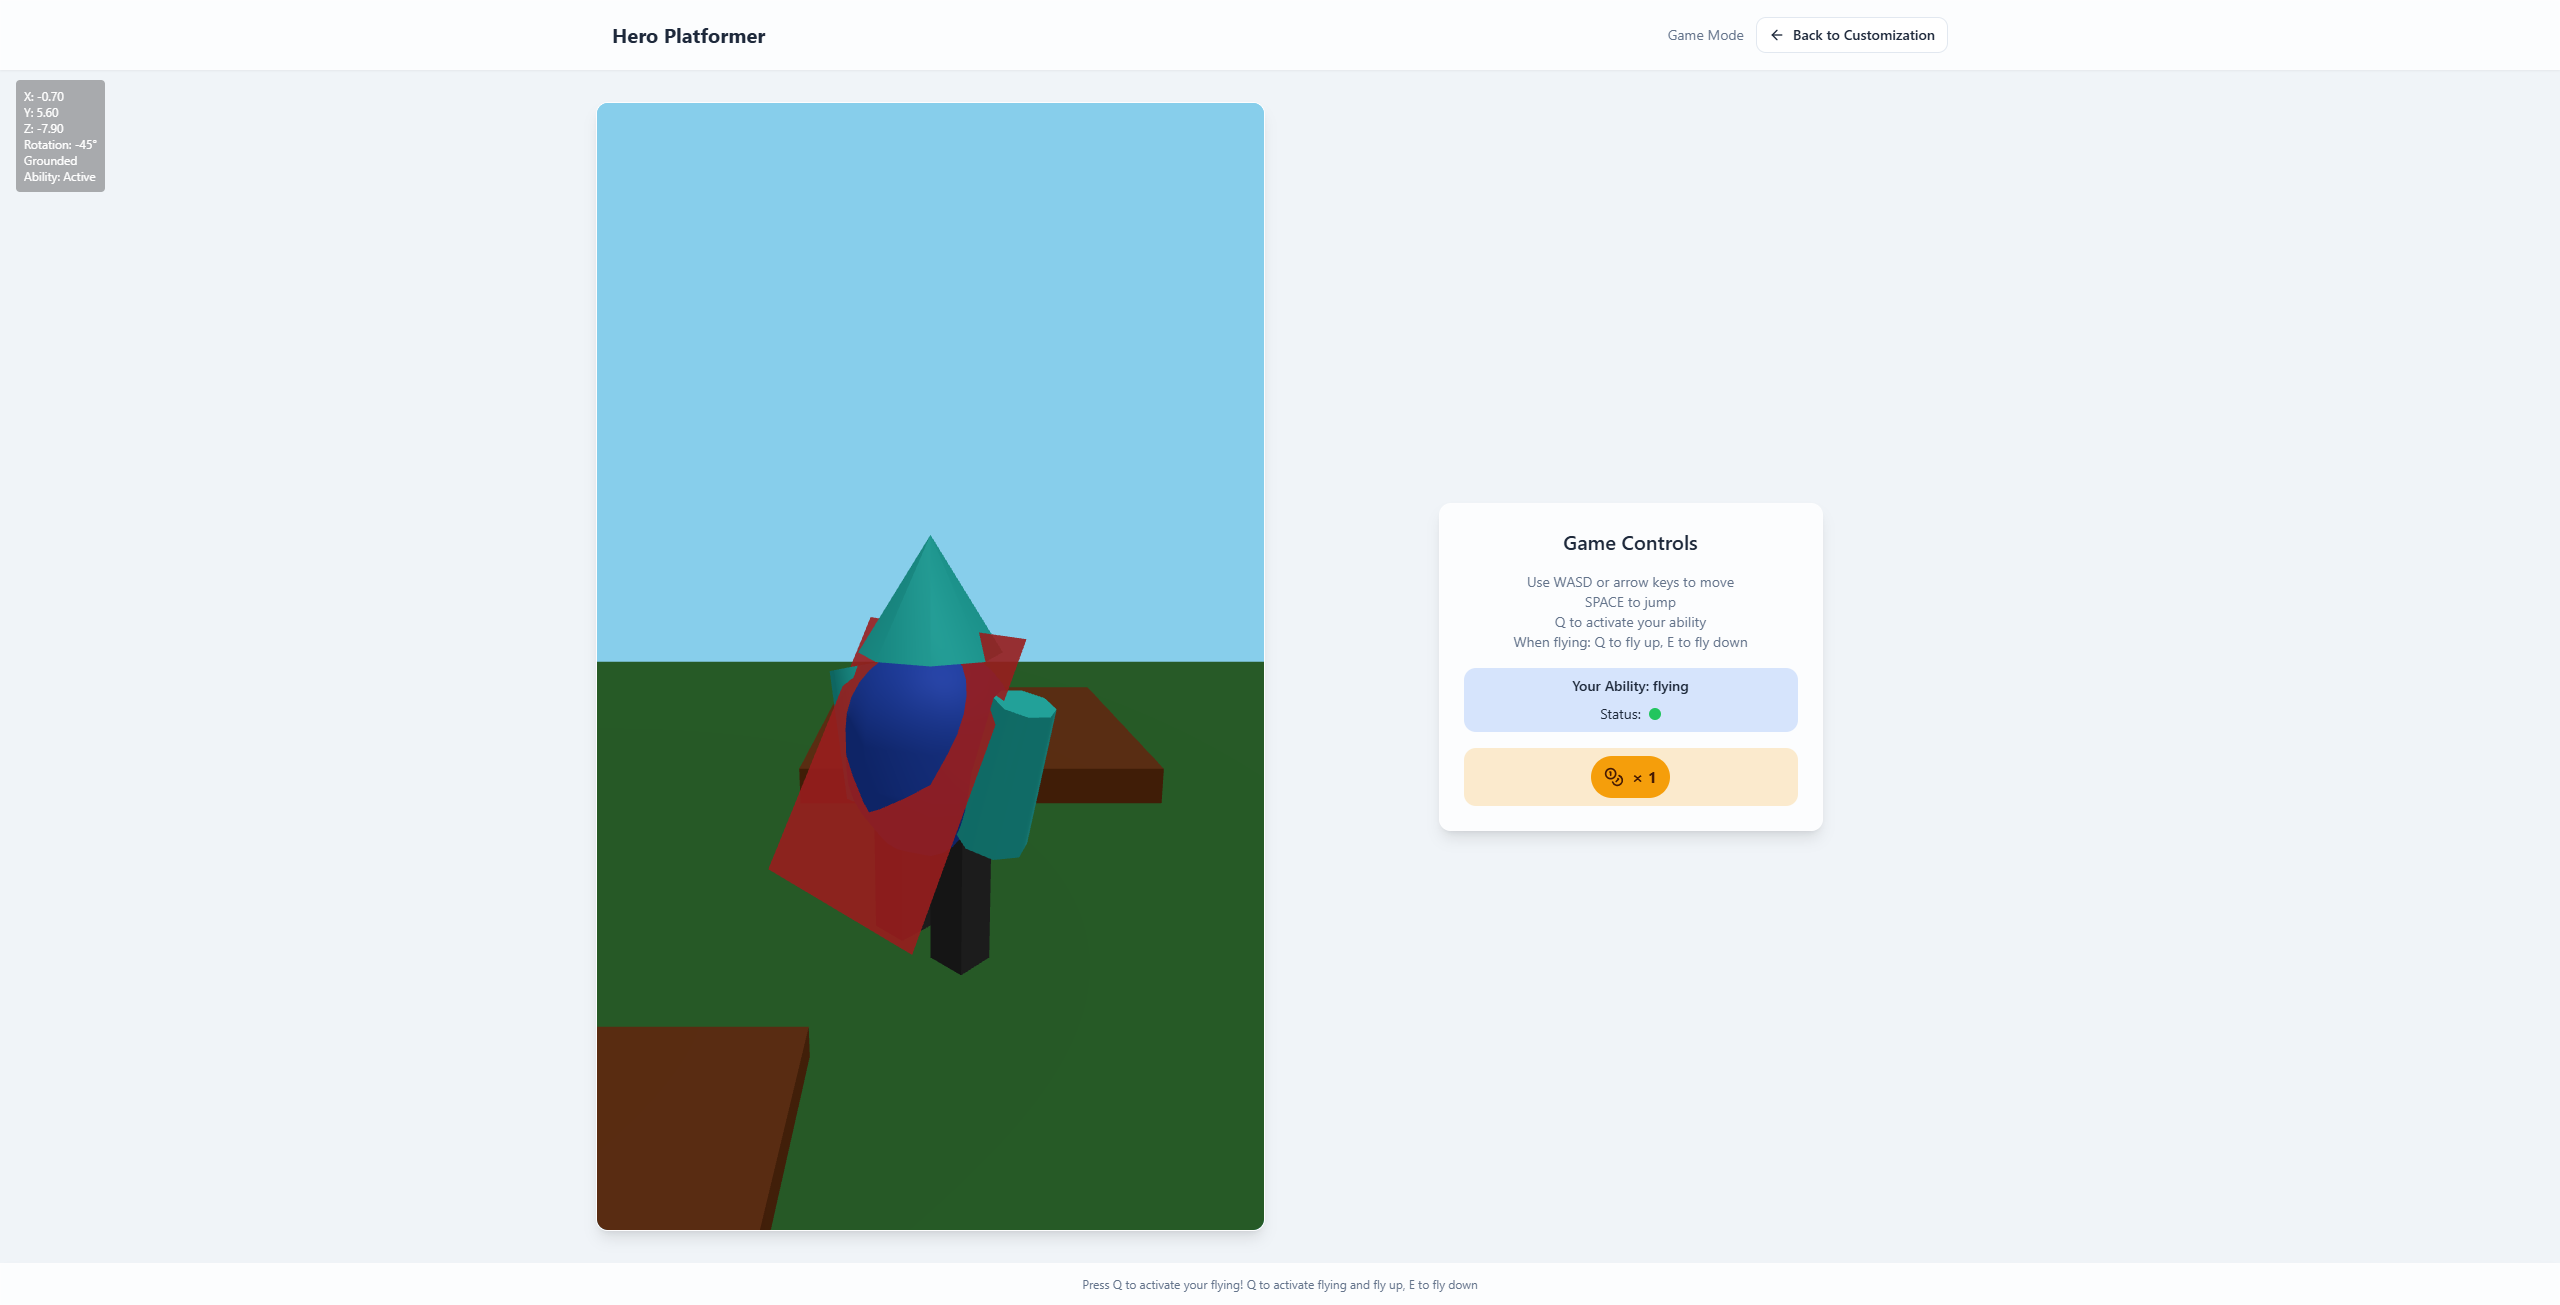 Hero Platformer
Game Mode
Back to Customization
X: -0.70
Y: 5.60
Z: -7.90
Rotation: -45°
Grounded
Ability: Active
Game Controls
Use WASD or arrow keys to move
SPACE to jump
Q to activate your ability
When flying: Q to fly up, E to fly down
Your Ability: flying
Status:
× 1
Press Q to activate your flying! Q to activate flying and fly up, E to fly down